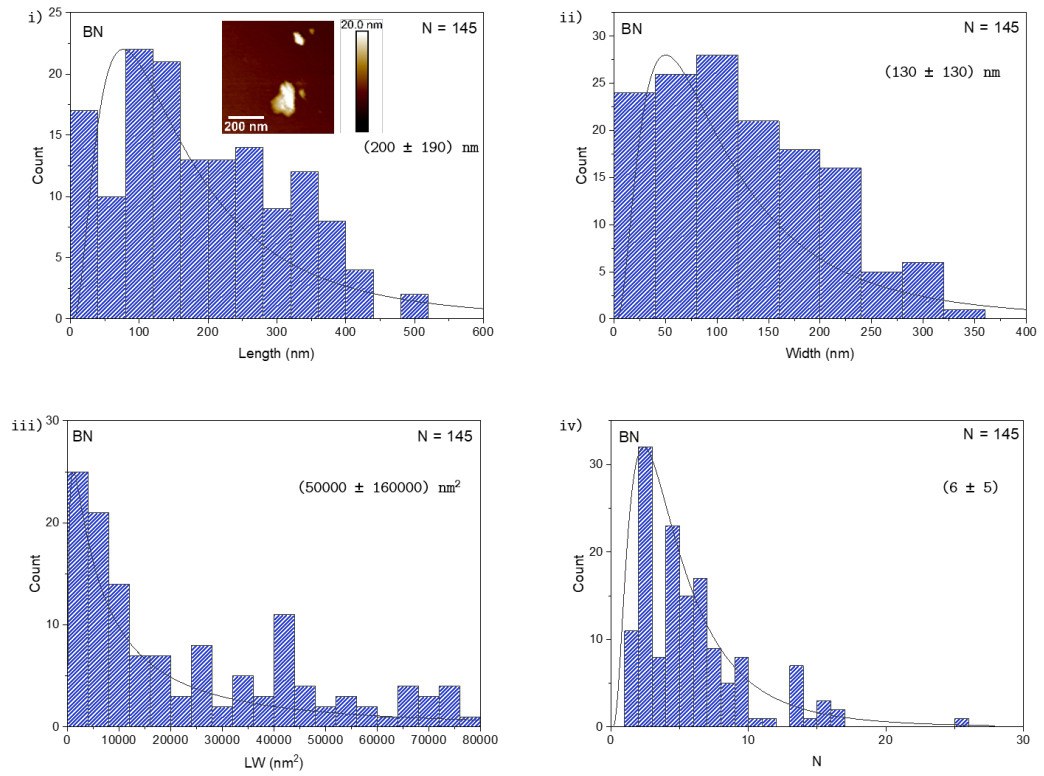 i)
BN
20.0 nm
N = 145
200 nm
(200 ± 190) nm
Count
25
20
15
10
5
0
0 100 200 300 400 500 600
Length (nm)
ii)
BN
N = 145
(130 ± 130) nm
Count
30
25
20
15
10
5
0
0 50 100 150 200 250 300 350 400
Width (nm)
iii)
BN
N = 145
(50000 ± 160000) nm²
Count
30
20
10
0
0 10000 20000 30000 40000 50000 60000 70000 80000
LW (nm²)
iv)
BN
N = 145
(6 ± 5)
Count
30
20
10
0
0 10 20 30
N